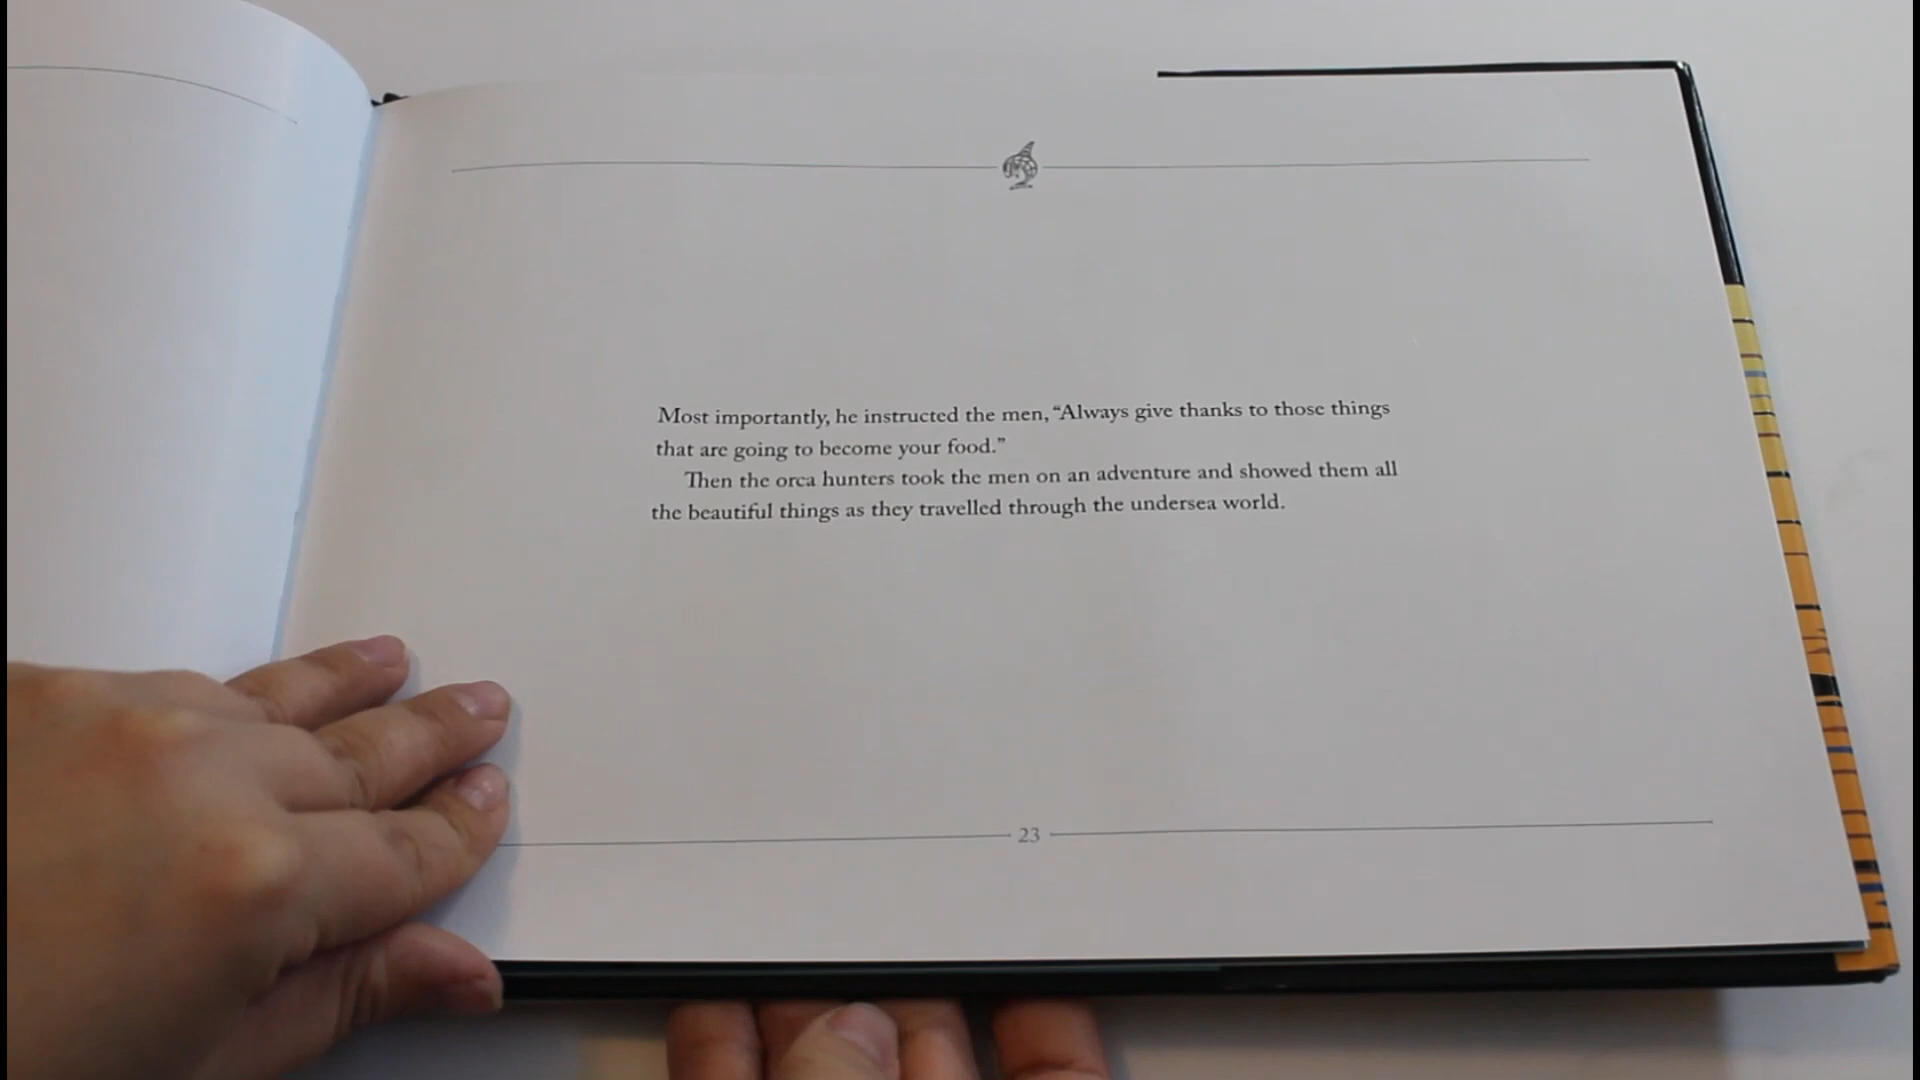 Most importantly, he instructed the men, “Always give thanks to those things
that are going to become your food.”
Then the orca hunters took the men on an adventure and showed them all
the beautiful things as they travelled through the undersea world.
23